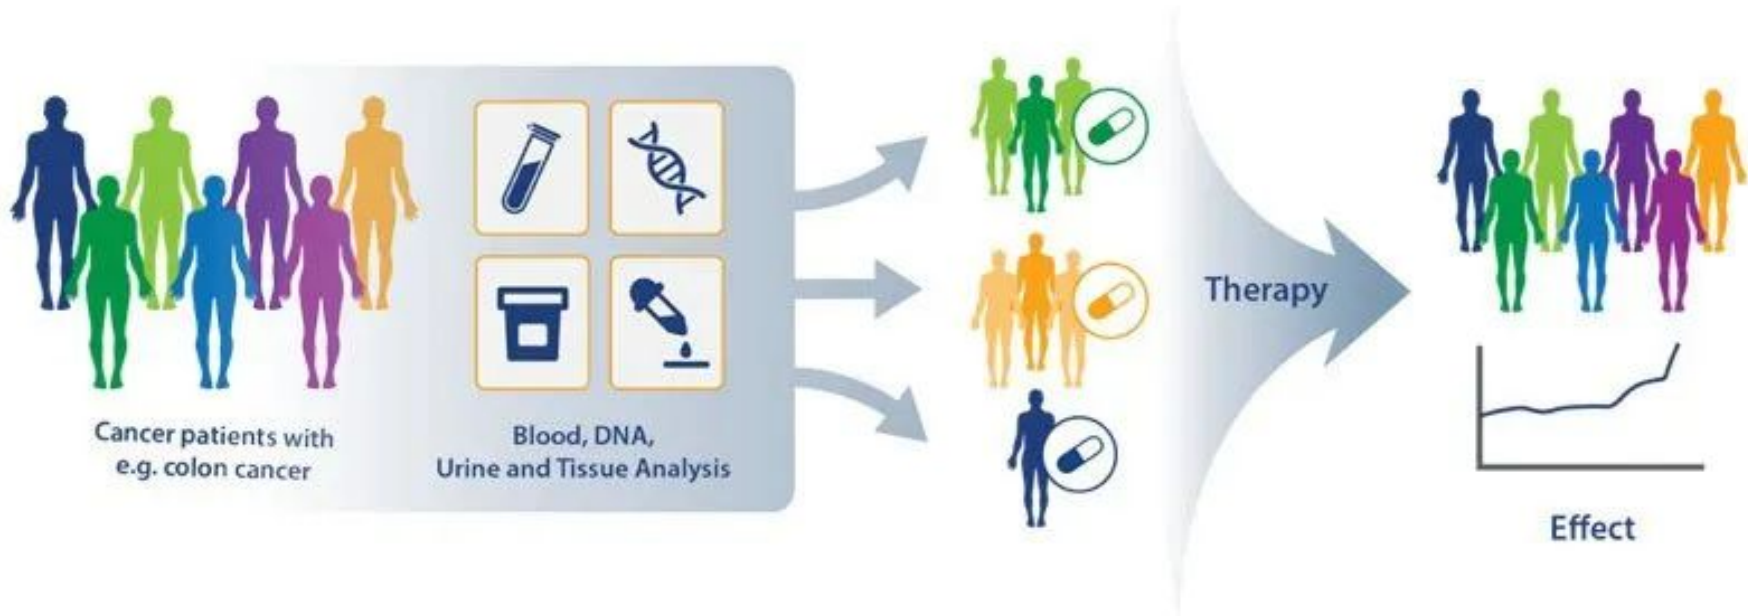 Cancer patients with
e.g. colon cancer
Blood, DNA,
Urine and Tissue Analysis
Therapy
Effect